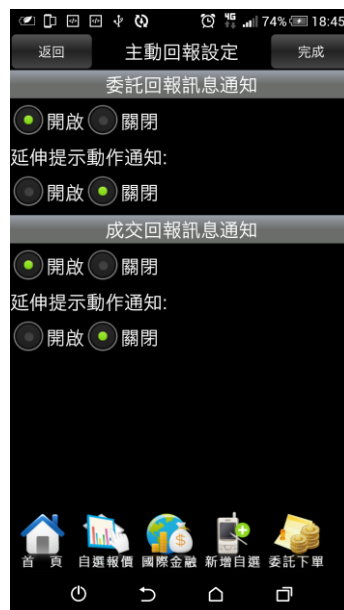 4G 74% 18:45
返回 主動回報設定 完成
委託回報訊息通知
開啟 關閉
延伸提示動作通知:
開啟 關閉
成交回報訊息通知
開啟 關閉
延伸提示動作通知:
開啟 關閉
首 頁 自選報價 國際金融 新增自選 委託下單